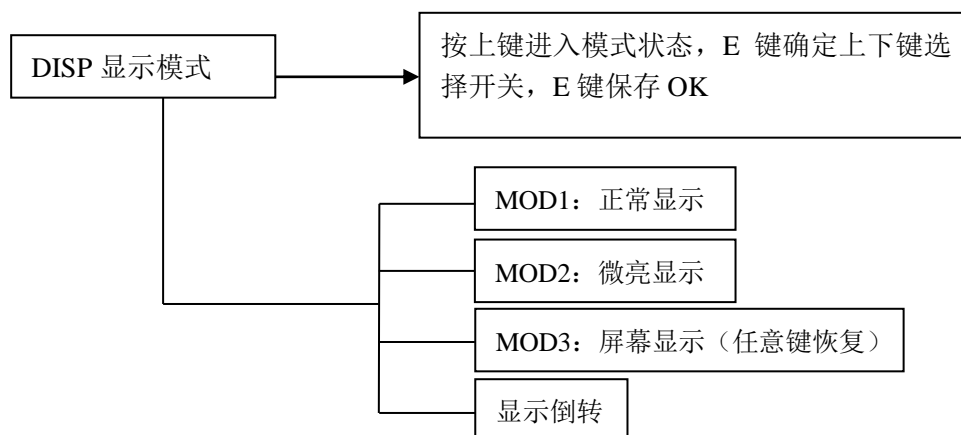 DISP 显示模式
按上键进入模式状态，E 键确定上下键选
择开关，E 键保存 OK
MOD1：正常显示
MOD2：微亮显示
MOD3：屏幕显示（任意键恢复）
显示倒转